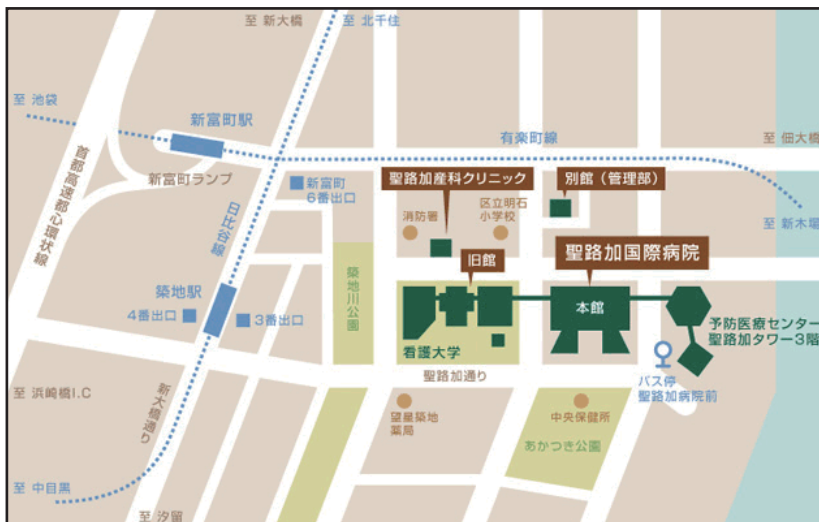 至 新大橋
至 北千住
至 池袋
新富町駅
有楽町線
至 佃大橋
首都高速都心環状線
新富町ランプ
新富町
6番出口
聖路加産科クリニック
別館（管理部）
消防署
区立明石
小学校
至 新木場
日比谷線
旧館
聖路加国際病院
築地川公園
築地駅
4番出口
3番出口
本館
看護大学
予防医療センター
聖路加タワー3階
聖路加通り
バス停
聖路加病院前
至 浜崎橋I.C
新大橋通り
望星築地
薬局
中央保健所
あかつき公園
至 中目黒
至 汐留